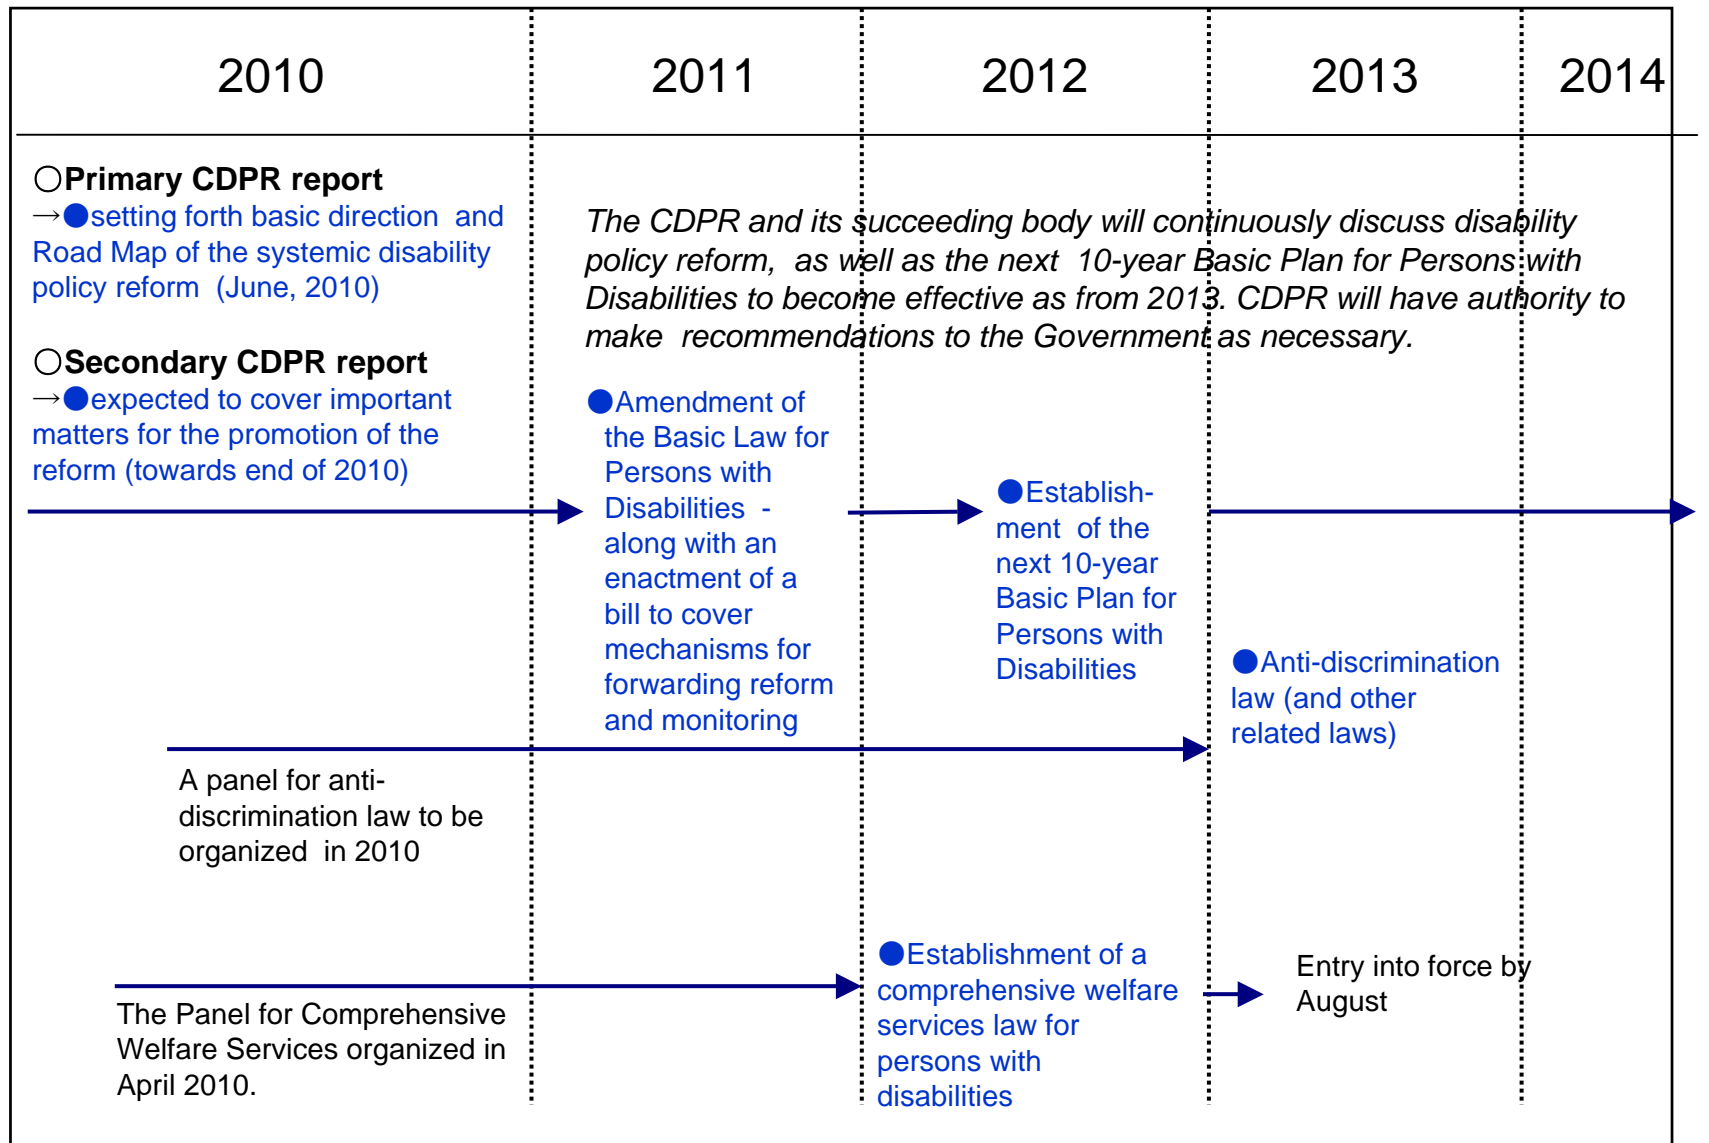 2010
2011
2012
2013
2014
○Primary CDPR report
→●setting forth basic direction and
Road Map of the systemic disability
policy reform (June, 2010)
○Secondary CDPR report
→●expected to cover important
matters for the promotion of the
reform (towards end of 2010)
The CDPR and its succeeding body will continuously discuss disability
policy reform, as well as the next 10-year Basic Plan for Persons with
Disabilities to become effective as from 2013. CDPR will have authority to
make recommendations to the Government as necessary.
●Amendment of
the Basic Law for
Persons with
Disabilities -
along with an
enactment of a
bill to cover
mechanisms for
forwarding reform
and monitoring
●Establish-
ment of the
next 10-year
Basic Plan for
Persons with
Disabilities
●Anti-discrimination
law (and other
related laws)
A panel for anti-
discrimination law to be
organized in 2010
The Panel for Comprehensive
Welfare Services organized in
April 2010.
●Establishment of a
comprehensive welfare
services law for
persons with
disabilities
Entry into force by
August